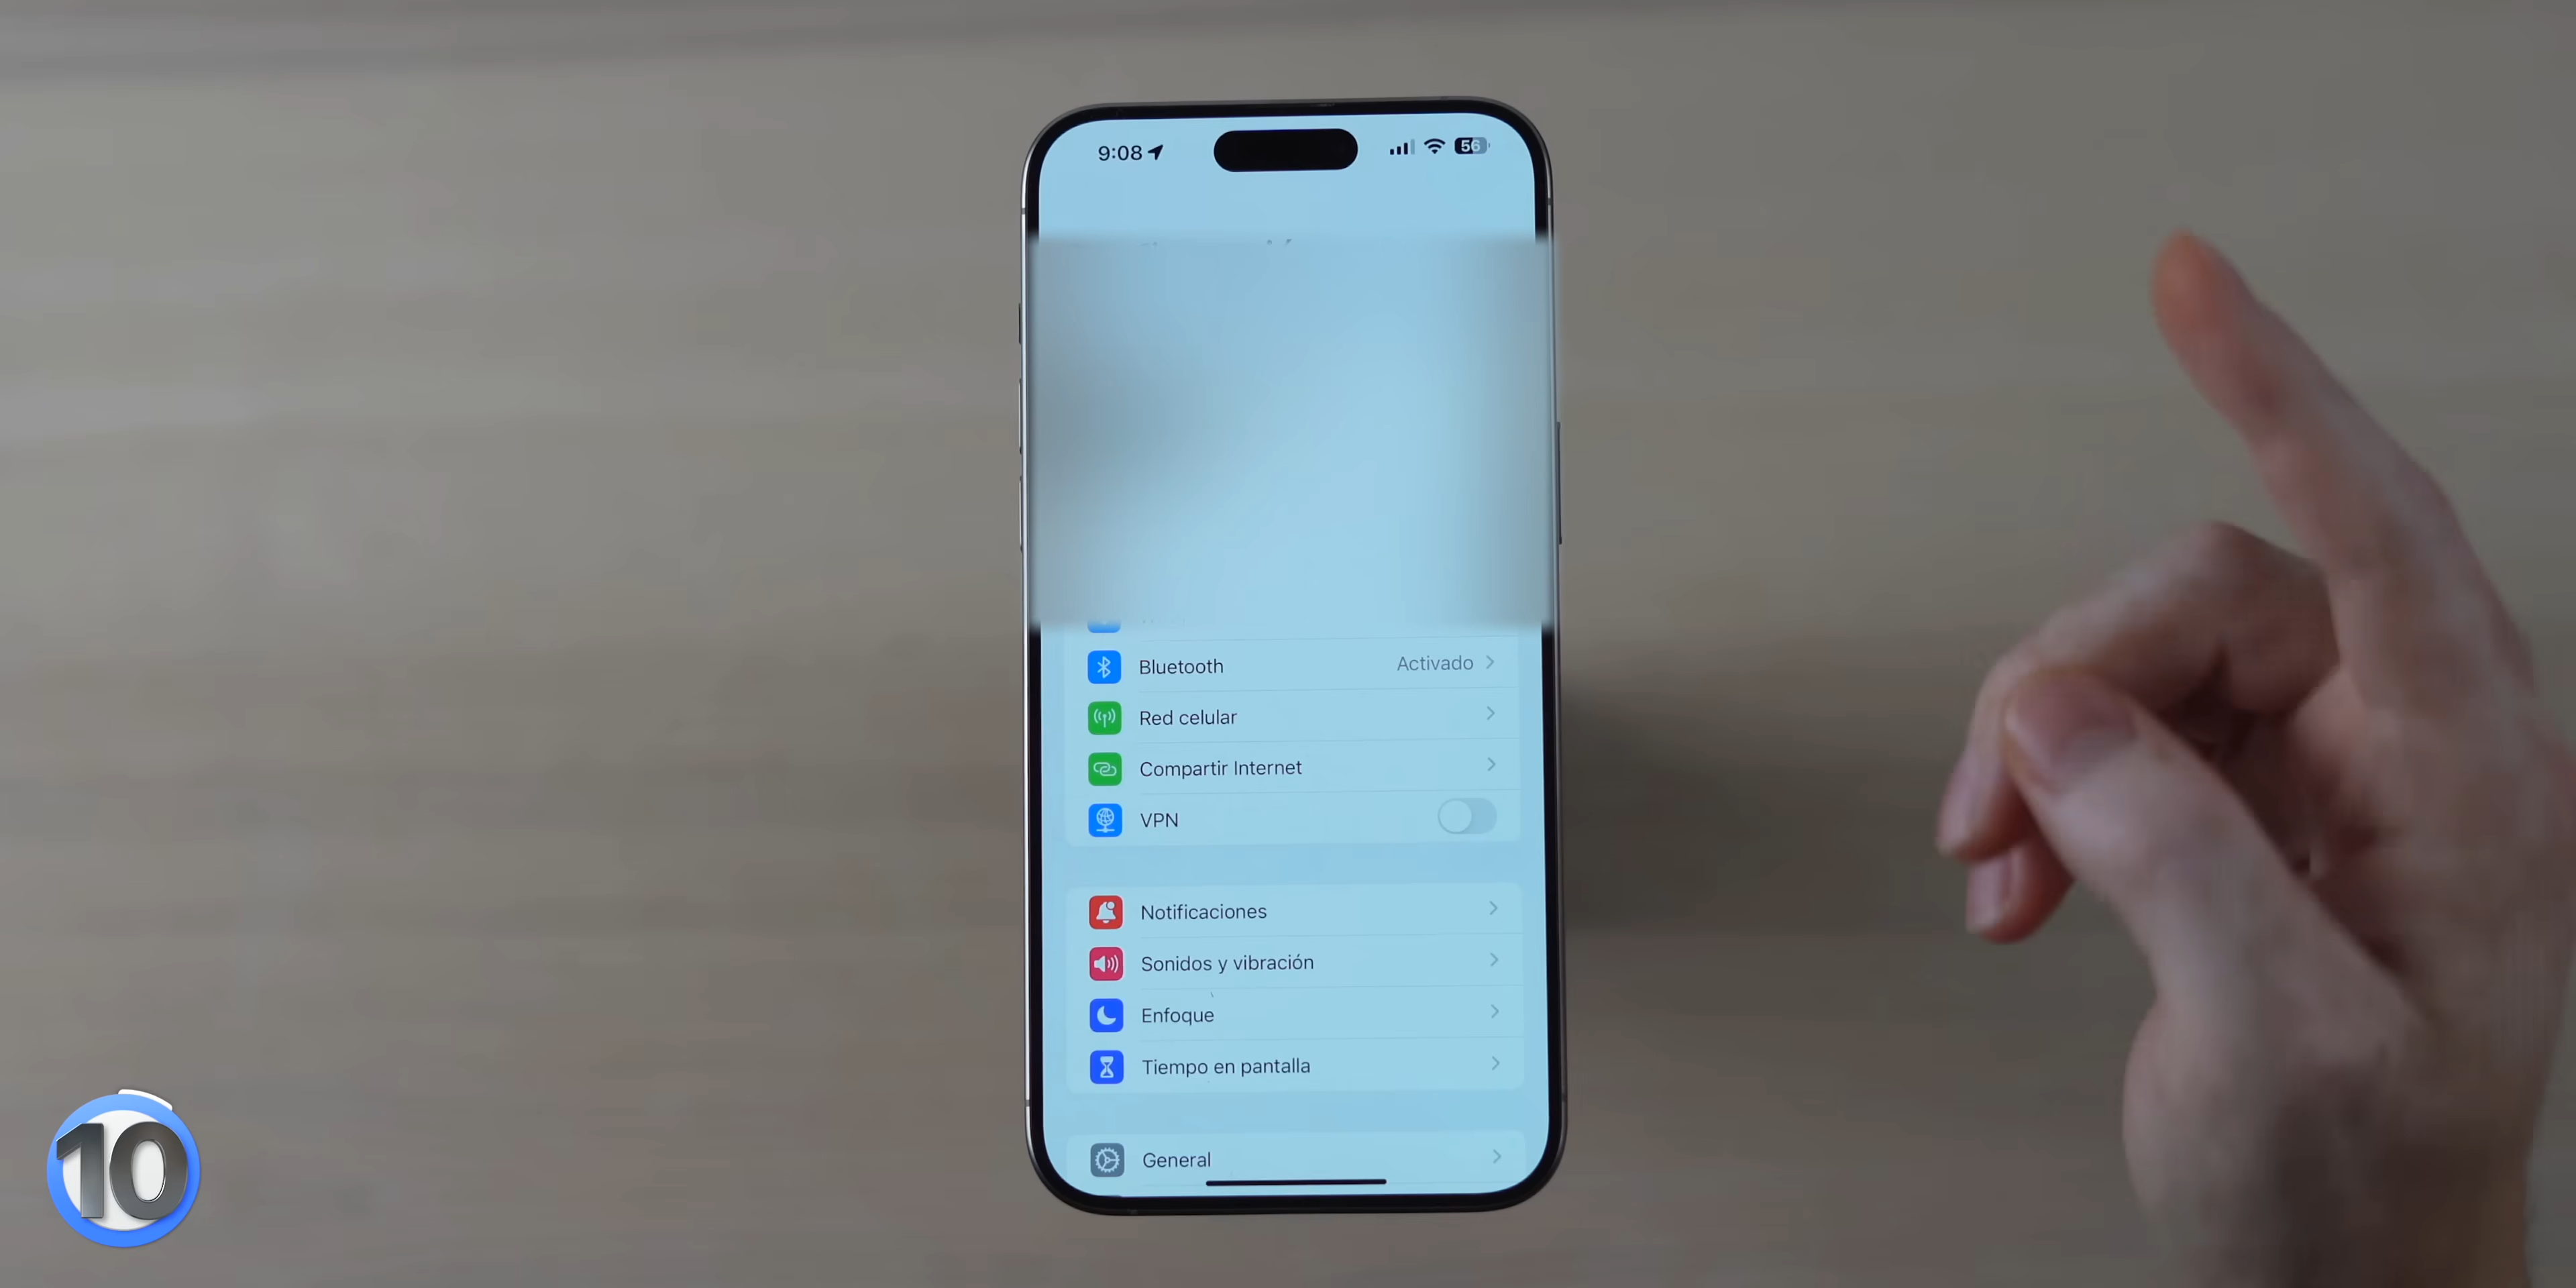 9:08
56
Bluetooth Activado
Red celular
Compartir Internet
VPN
Notificaciones
Sonidos y vibración
Enfoque
Tiempo en pantalla
General
10